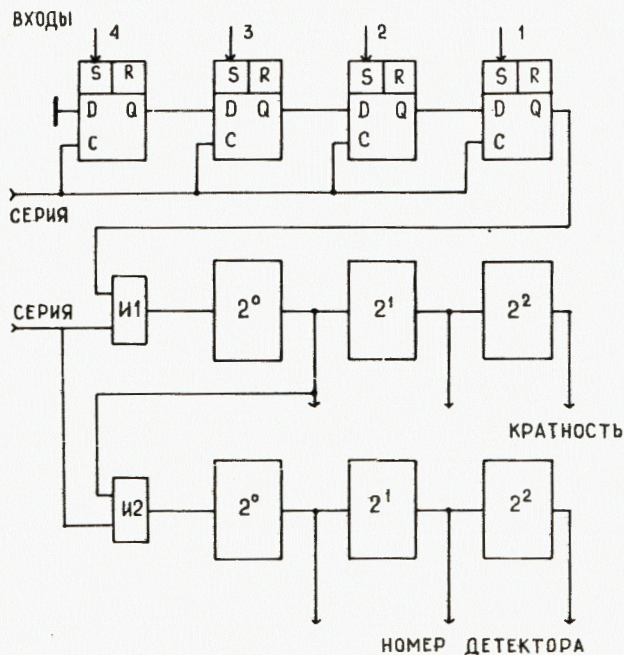 ВХОДЫ
4 3 2 1
S R S R S R S R
D Q D Q D Q D Q
C C C C
СЕРИЯ
И1 2⁰ 2¹ 2²
СЕРИЯ
КРАТНОСТЬ
И2 2⁰ 2¹ 2²
НОМЕР ДЕТЕКТОРА